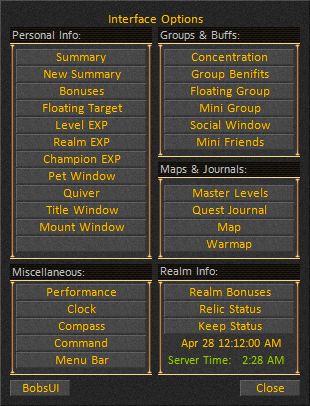 Interface Options
Personal Info:
Summary
New Summary
Bonuses
Floating Target
Level EXP
Realm EXP
Champion EXP
Pet Window
Quiver
Title Window
Mount Window
Groups & Buffs:
Concentration
Group Benifits
Floating Group
Mini Group
Social Window
Mini Friends
Maps & Journals:
Master Levels
Quest Journal
Map
Warmap
Miscellaneous:
Performance
Clock
Compass
Command
Menu Bar
Realm Info:
Realm Bonuses
Relic Status
Keep Status
Apr 28 12:12:00 AM
Server Time: 2:28 AM
BobsUI
Close